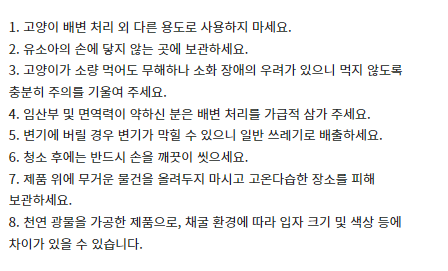 1. 고양이 배변 처리 외 다른 용도로 사용하지 마세요.
2. 유소아의 손에 닿지 않는 곳에 보관하세요.
3. 고양이가 소량 먹어도 무해하나 소화 장애의 우려가 있으니 먹지 않도록
충분히 주의를 기울여 주세요.
4. 임산부 및 면역력이 약하신 분은 배변 처리를 가급적 삼가 주세요.
5. 변기에 버릴 경우 변기가 막힐 수 있으니 일반 쓰레기로 배출하세요.
6. 청소 후에는 반드시 손을 깨끗이 씻으세요.
7. 제품 위에 무거운 물건을 올려두지 마시고 고온다습한 장소를 피해
보관하세요.
8. 천연 광물을 가공한 제품으로, 채굴 환경에 따라 입자 크기 및 색상 등에
차이가 있을 수 있습니다.